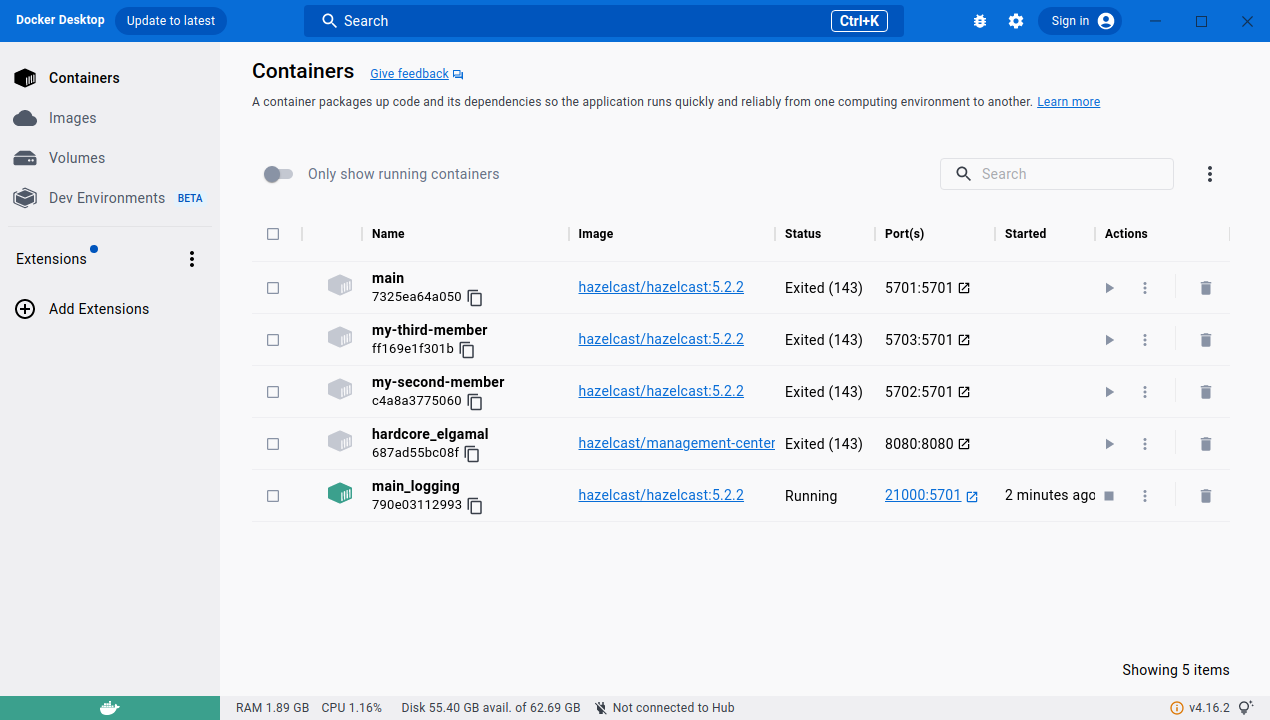 Docker Desktop Update to latest Search Ctrl+K Sign in
Containers
Images
Volumes
Dev Environments BETA
Extensions
Add Extensions
Containers Give feedback
A container packages up code and its dependencies so the application runs quickly and reliably from one computing environment to another. Learn more
Only show running containers Search
Name Image Status Port(s) Started Actions
main
7325ea64a050 hazelcast/hazelcast:5.2.2 Exited (143) 5701:5701
my-third-member
ff169e1f301b hazelcast/hazelcast:5.2.2 Exited (143) 5703:5701
my-second-member
c4a8a3775060 hazelcast/hazelcast:5.2.2 Exited (143) 5702:5701
hardcore_elgamal
687ad55bc08f hazelcast/management-center Exited (143) 8080:8080
main_logging
790e03112993 hazelcast/hazelcast:5.2.2 Running 21000:5701 2 minutes ago
Showing 5 items
RAM 1.89 GB CPU 1.16% Disk 55.40 GB avail. of 62.69 GB Not connected to Hub v4.16.2